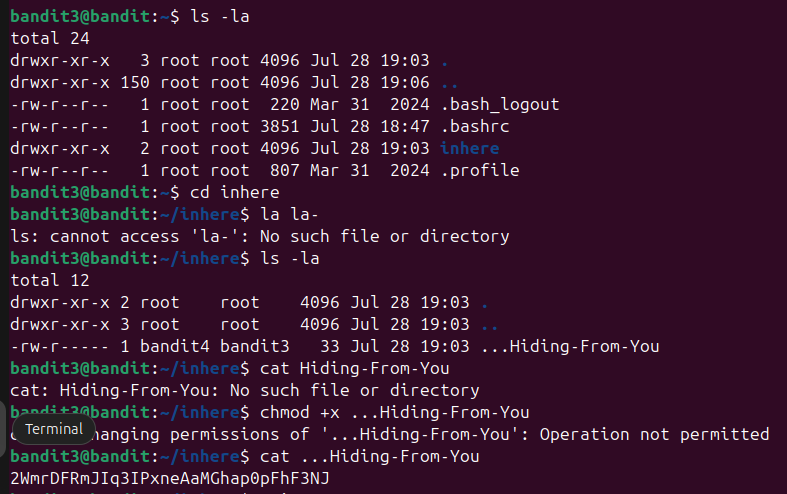 bandit3@bandit:~$ ls -la
total 24
drwxr-xr-x   3 root root 4096 Jul 28 19:03 .
drwxr-xr-x 150 root root 4096 Jul 28 19:06 ..
-rw-r--r--   1 root root  220 Mar 31  2024 .bash_logout
-rw-r--r--   1 root root 3851 Jul 28 18:47 .bashrc
drwxr-xr-x   2 root root 4096 Jul 28 19:03 inhere
-rw-r--r--   1 root root  807 Mar 31  2024 .profile
bandit3@bandit:~$ cd inhere
bandit3@bandit:~/inhere$ la la-
ls: cannot access 'la-': No such file or directory
bandit3@bandit:~/inhere$ ls -la
total 12
drwxr-xr-x 2 root    root    4096 Jul 28 19:03 .
drwxr-xr-x 3 root    root    4096 Jul 28 19:03 ..
-rw-r----- 1 bandit4 bandit3   33 Jul 28 19:03 ...Hiding-From-You
bandit3@bandit:~/inhere$ cat Hiding-From-You
cat: Hiding-From-You: No such file or directory
bandit3@bandit:~/inhere$ chmod +x ...Hiding-From-You
Terminal
hanging permissions of '...Hiding-From-You': Operation not permitted
bandit3@bandit:~/inhere$ cat ...Hiding-From-You
2WmrDFRmJIq3IPxneAaMGhap0pFhF3NJ